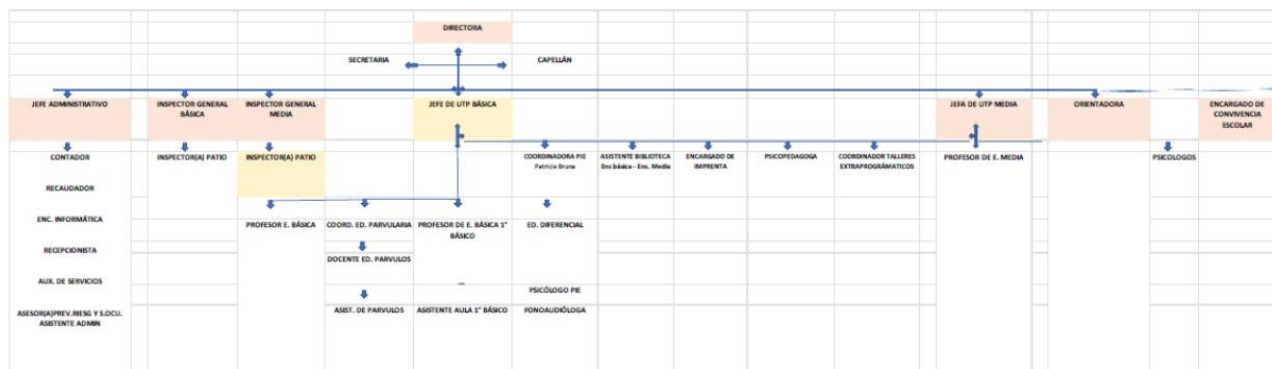 DIRECTORA
SECRETARIA
CAPELLÁN
JEFE ADMINISTRATIVO
INSPECTOR GENERAL
BÁSICA
INSPECTOR GENERAL
MEDIA
JEFE DE UTP BÁSICA
JEFA DE UTP MEDIA
ORIENTADORA
ENCARGADO DE
CONVIVENCIA
ESCOLAR
CONTADOR
INSPECTOR(A) PATIO
INSPECTOR(A) PATIO
COORDINADORA PIE
Patricia Bruna
ASISTENTE BIBLIOTECA
Ens básica - Ens. Media
ENCARGADO DE
IMPRENTA
PSICOPEDAGOGA
COORDINADOR TALLERES
EXTRAPROGRÁMATICOS
PROFESOR DE E. MEDIA
PSICOLOGOS
RECAUDADOR
ENC. INFORMÁTICA
PROFESOR E. BÁSICA
COORD. ED. PARVULARIA
PROFESOR DE E. BÁSICA 1°
BÁSICO
ED. DIFERENCIAL
RECEPCIONISTA
DOCENTE ED. PARVULOS
AUX. DE SERVICIOS
PSICÓLOGO PIE
ASESOR(A)PREV.RIESG Y S.OCU.
ASISTENTE ADMIN
ASIST. DE PARVULOS
ASISTENTE AULA 1° BÁSICO
FONOAUDIÓLOGA